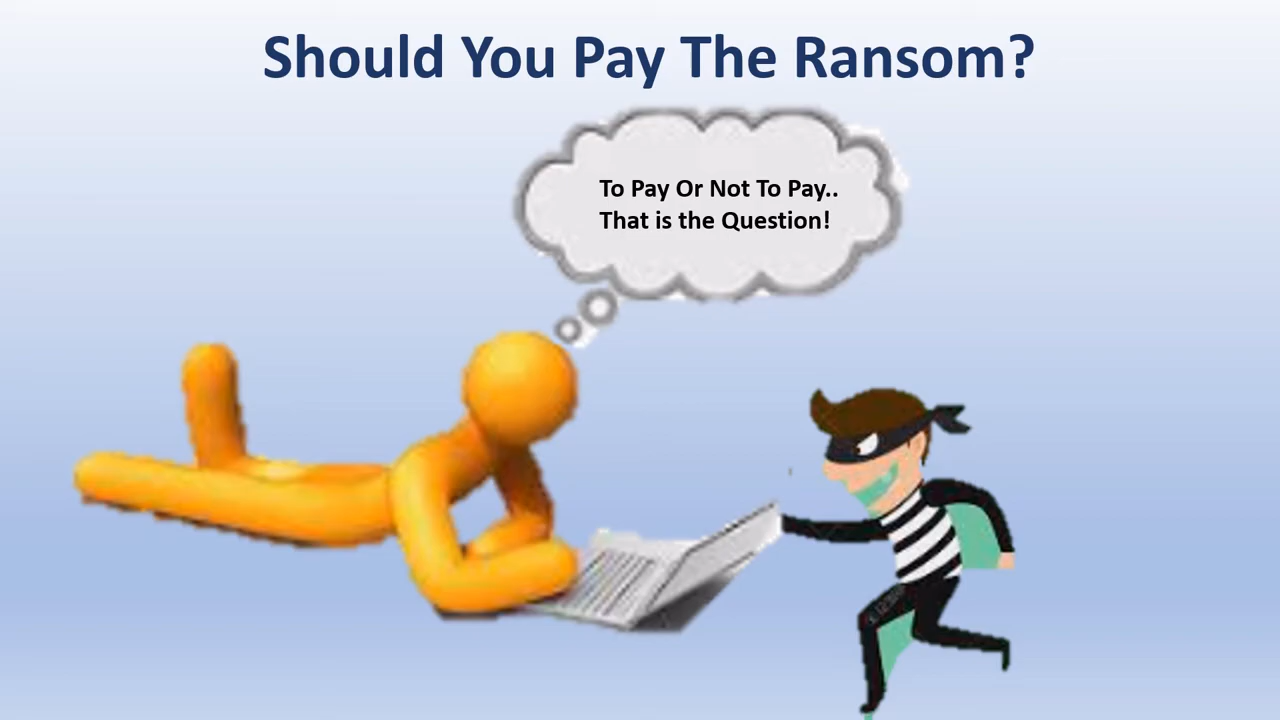 Should You Pay The Ransom?
To Pay Or Not To Pay..
That is the Question!